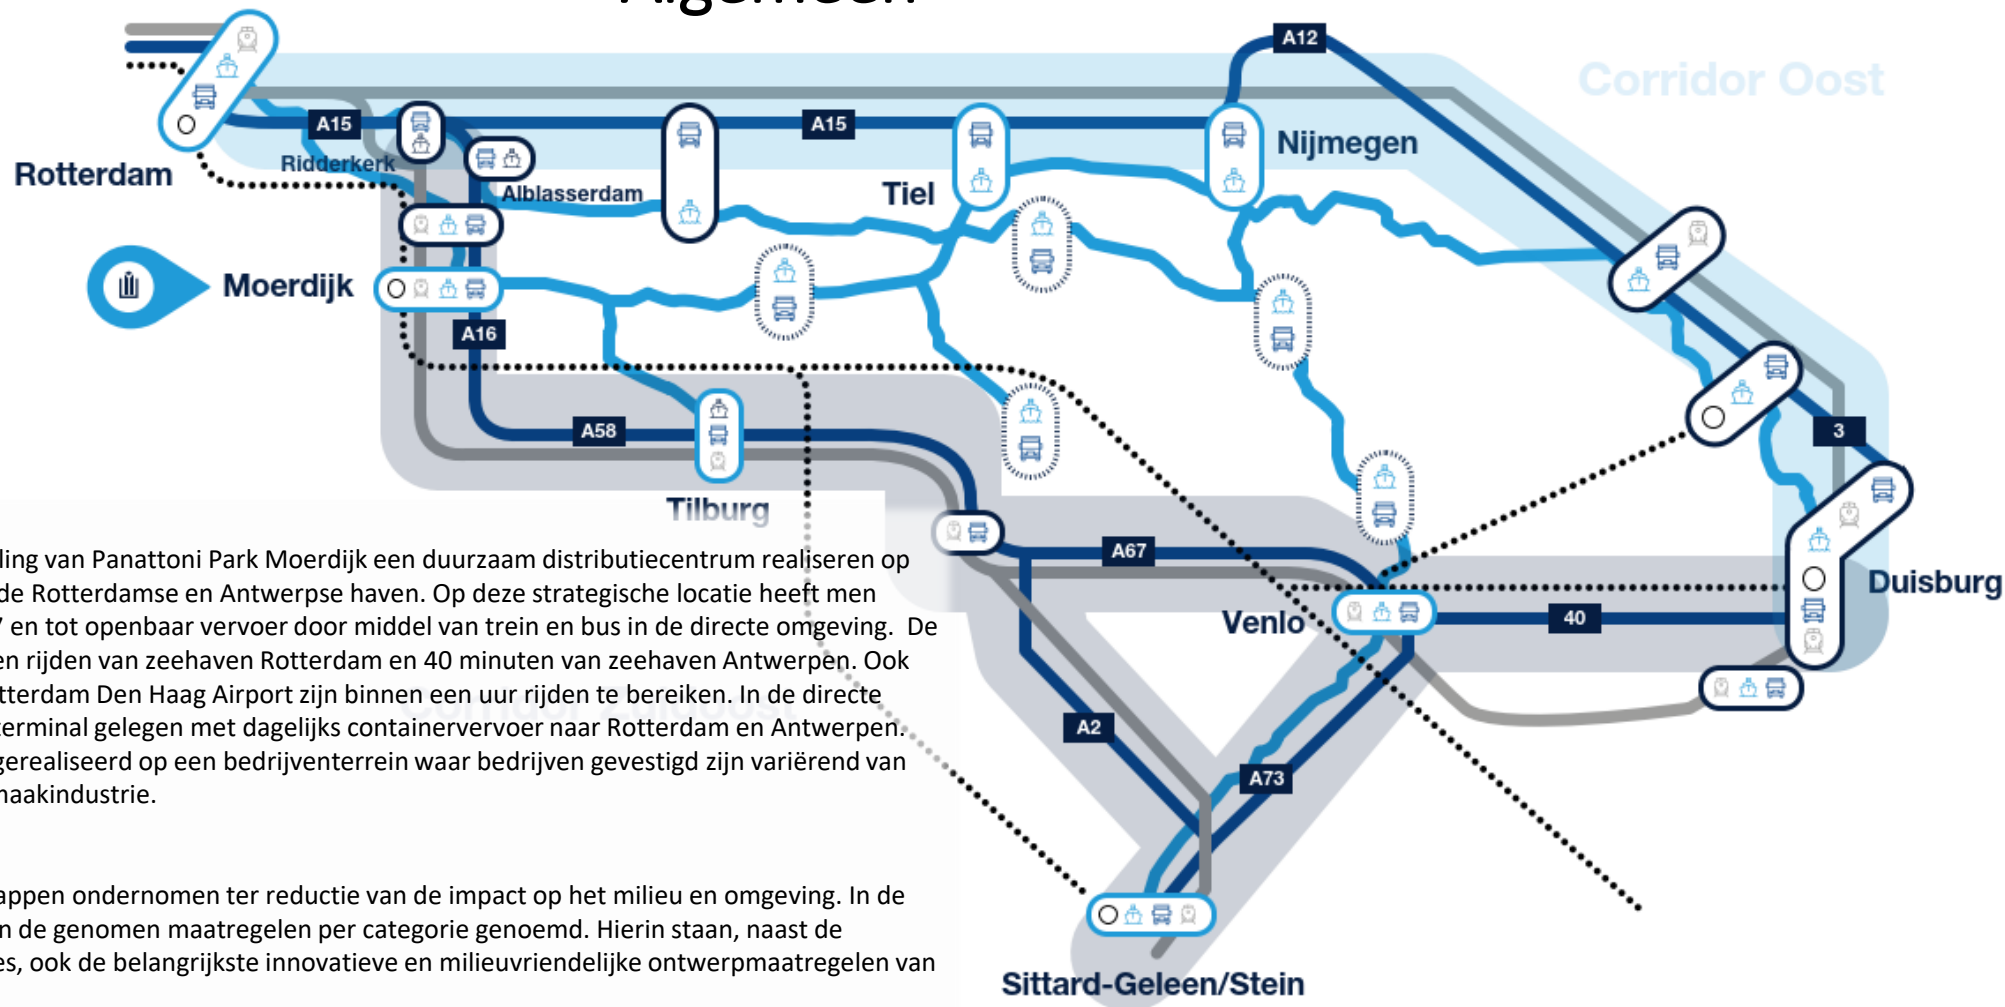 Algemeen
A12
Corridor Oost
A15
A15
Ridderkerk
Nijmegen
Rotterdam
Alblasserdam
Tiel
Moerdijk
A16
A58
3
Tilburg
A67
Duisburg
Venlo
40
ling van Panattoni Park Moerdijk een duurzaam distributiecentrum realiseren op
de Rotterdamse en Antwerpse haven. Op deze strategische locatie heeft men
7 en tot openbaar vervoer door middel van trein en bus in de directe omgeving. De
en rijden van zeehaven Rotterdam en 40 minuten van zeehaven Antwerpen. Ook
tterdam Den Haag Airport zijn binnen een uur rijden te bereiken. In de directe
Corridor Zuidoost
terminal gelegen met dagelijks containervervoer naar Rotterdam en Antwerpen.
gerealiseerd op een bedrijventerrein waar bedrijven gevestigd zijn variërend van
maakindustrie.
A2
A73
appen ondernomen ter reductie van de impact op het milieu en omgeving. In de
n de genomen maatregelen per categorie genoemd. Hierin staan, naast de
es, ook de belangrijkste innovatieve en milieuvriendelijke ontwerpmaatregelen van
Sittard-Geleen/Stein